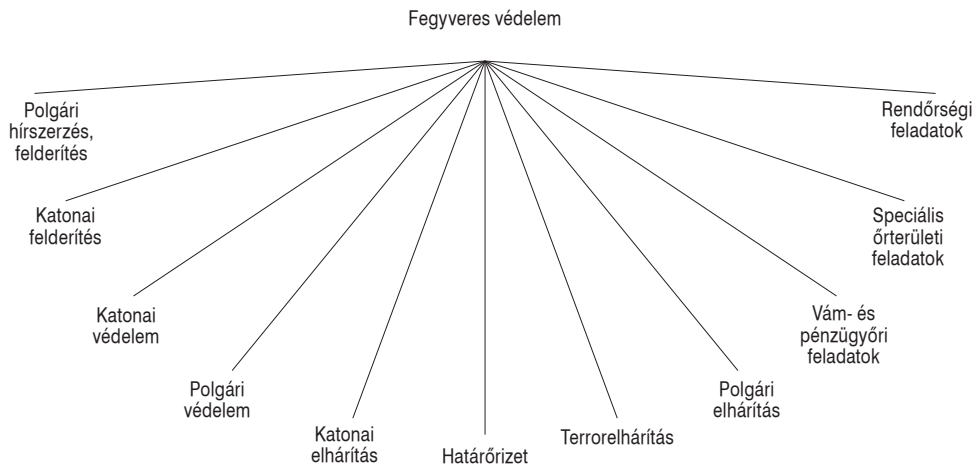 Fegyveres védelem
Polgári
hírszerzés,
felderítés
Katonai
felderítés
Katonai
védelem
Polgári
védelem
Katonai
elhárítás
Határőrizet
Terrorelhárítás
Polgári
elhárítás
Vám- és
pénzügyőri
feladatok
Speciális
őrterületi
feladatok
Rendőrségi
feladatok